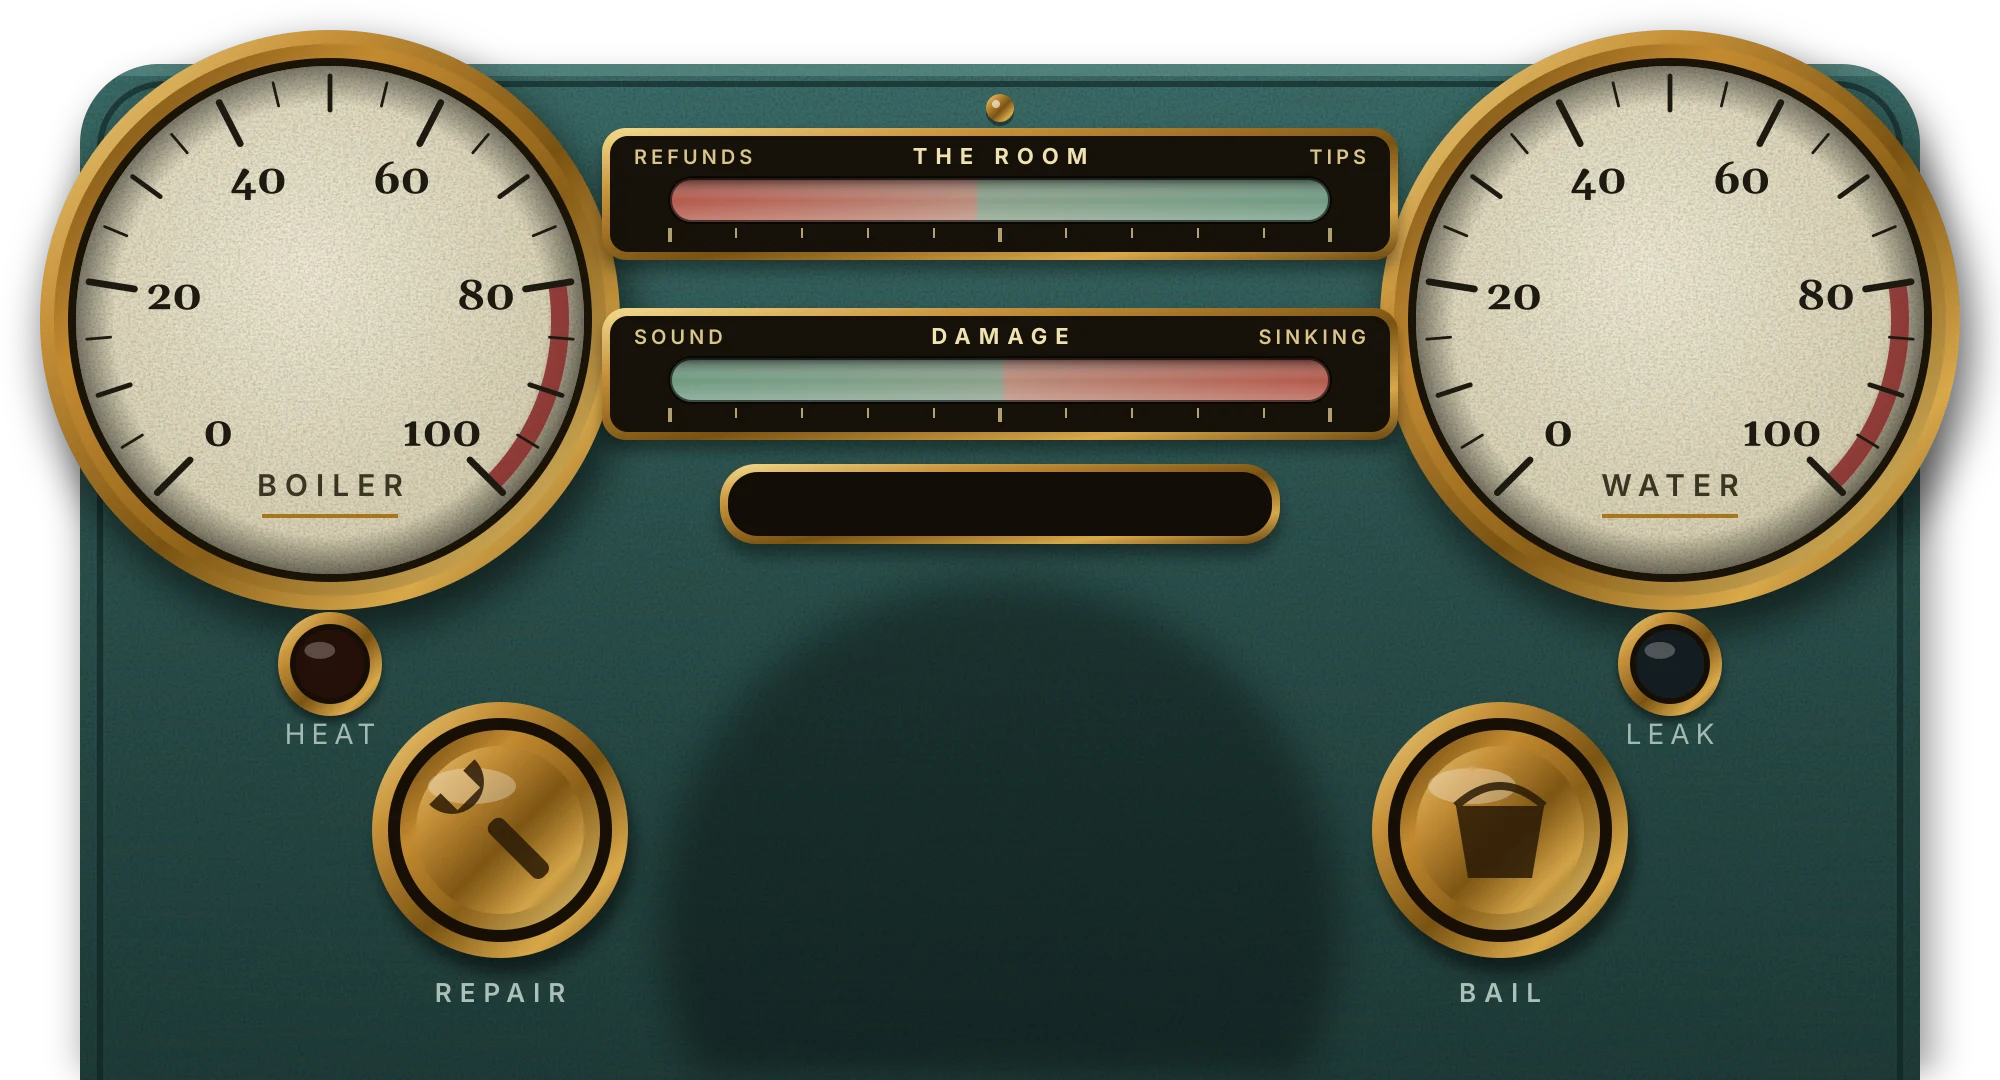 REFUNDS THE ROOM TIPS
40 60
20 80
0 100
BOILER
SOUND DAMAGE SINKING
40 60
20 80
0 100
WATER
HEAT
LEAK
REPAIR
BAIL